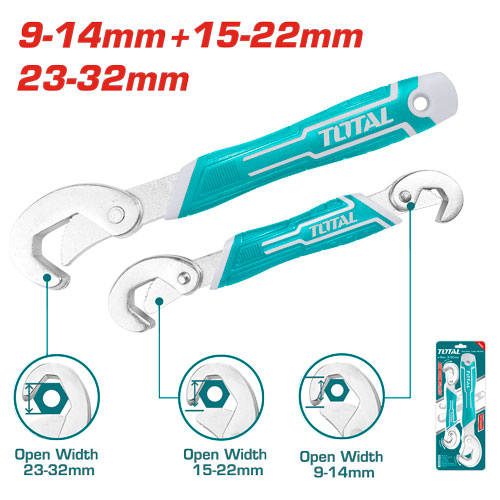 9-14mm+15-22mm
23-32mm
TOTAL
TOTAL
Open Width
23-32mm
Open Width
15-22mm
Open Width
9-14mm
TOTAL